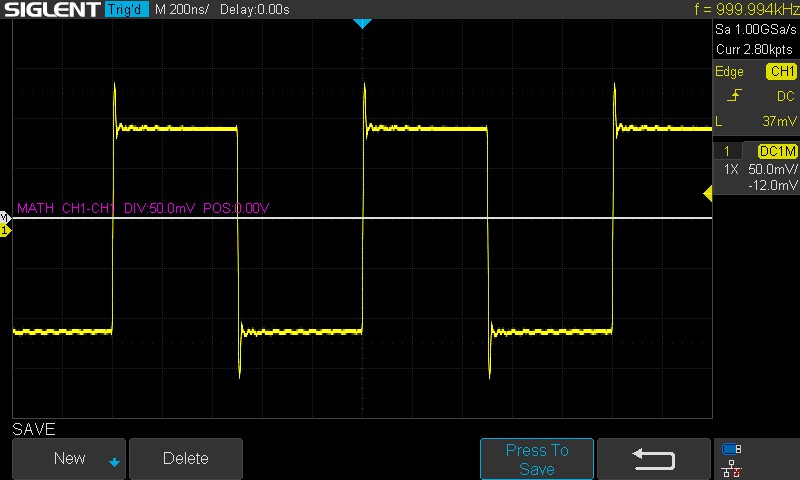 SIGLENT Trig'd M 200ns/ Delay:0.00s f = 999.994kHz
Sa 1.00GSa/s
Curr 2.80kpts
Edge CH1
DC
L 37mV
1 DC1M
1X 50.0mV/
-12.0mV
MATH CH1-CH1 DIV:50.0mV POS:0.00V
M
1
SAVE
New Delete Press To
Save